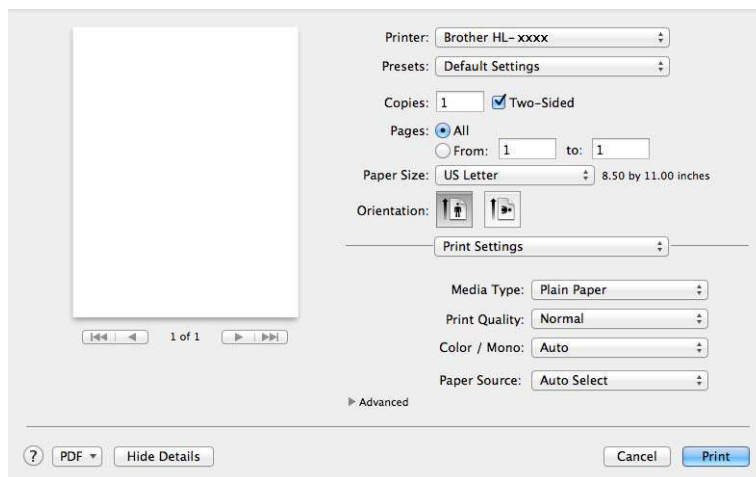 Printer: Brother HL-xxxx
Presets: Default Settings
Copies: 1 Two-Sided
Pages: All
From: 1 to: 1
Paper Size: US Letter 8.50 by 11.00 inches
Orientation:
Print Settings
Media Type: Plain Paper
Print Quality: Normal
Color / Mono: Auto
Paper Source: Auto Select
Advanced
1 of 1
? PDF Hide Details Cancel Print